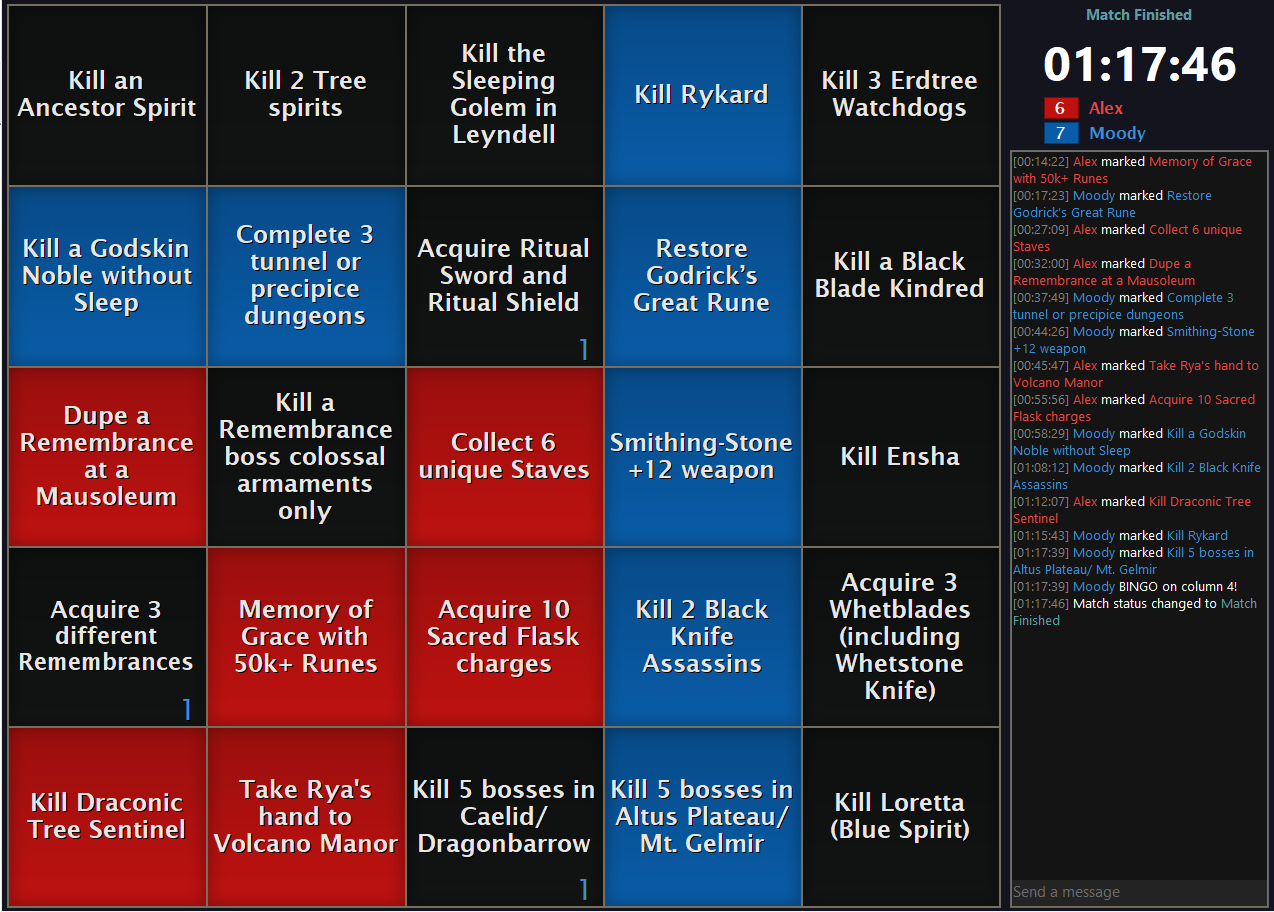 Kill an
Ancestor Spirit
Kill 2 Tree
spirits
Kill the
Sleeping
Golem in
Leyndell
Kill Rykard
Kill 3 Erdtree
Watchdogs
Kill a Godskin
Noble without
Sleep
Complete 3
tunnel or
precipice
dungeons
Acquire Ritual
Sword and
Ritual Shield
1
Restore
Godrick’s
Great Rune
Kill a Black
Blade Kindred
Dupe a
Remembrance
at a
Mausoleum
Kill a
Remembrance
boss colossal
armaments
only
Collect 6
unique Staves
Smithing-Stone
+12 weapon
Kill Ensha
Acquire 3
different
Remembrances
1
Memory of
Grace with
50k+ Runes
Acquire 10
Sacred Flask
charges
Kill 2 Black
Knife
Assassins
Acquire 3
Whetblades
(including
Whetstone
Knife)
Kill Draconic
Tree Sentinel
Take Rya's
hand to
Volcano Manor
Kill 5 bosses in
Caelid/
Dragonbarrow
1
Kill 5 bosses in
Altus Plateau/
Mt. Gelmir
Kill Loretta
(Blue Spirit)
Match Finished
01:17:46
6 Alex
7 Moody
[00:14:22] Alex marked Memory of Grace
with 50k+ Runes
[00:17:23] Moody marked Restore
Godrick's Great Rune
[00:27:09] Alex marked Collect 6 unique
Staves
[00:32:00] Alex marked Dupe a
Remembrance at a Mausoleum
[00:37:49] Moody marked Complete 3
tunnel or precipice dungeons
[00:44:26] Moody marked Smithing-Stone
+12 weapon
[00:45:47] Alex marked Take Rya's hand to
Volcano Manor
[00:55:56] Alex marked Acquire 10 Sacred
Flask charges
[00:58:29] Moody marked Kill a Godskin
Noble without Sleep
[01:08:12] Moody marked Kill 2 Black Knife
Assassins
[01:12:07] Alex marked Kill Draconic Tree
Sentinel
[01:15:43] Moody marked Kill Rykard
[01:17:39] Moody marked Kill 5 bosses in
Altus Plateau/ Mt. Gelmir
[01:17:39] Moody BINGO on column 4!
[01:17:46] Match status changed to Match
Finished
Send a message